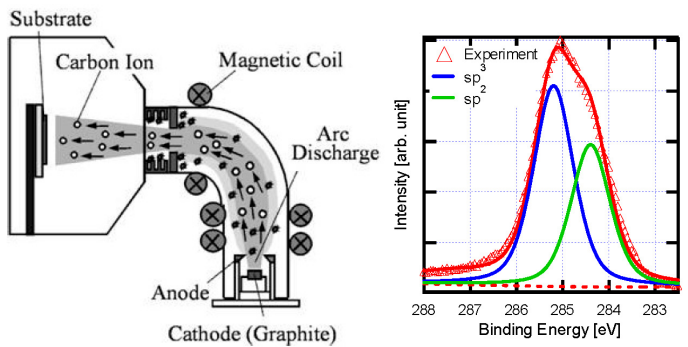 Substrate
Carbon Ion
Magnetic Coil
Arc
Discharge
Anode
Cathode (Graphite)
Intensity [arb. unit]
Experiment
sp3
sp2
288 287 286 285 284 283
Binding Energy [eV]